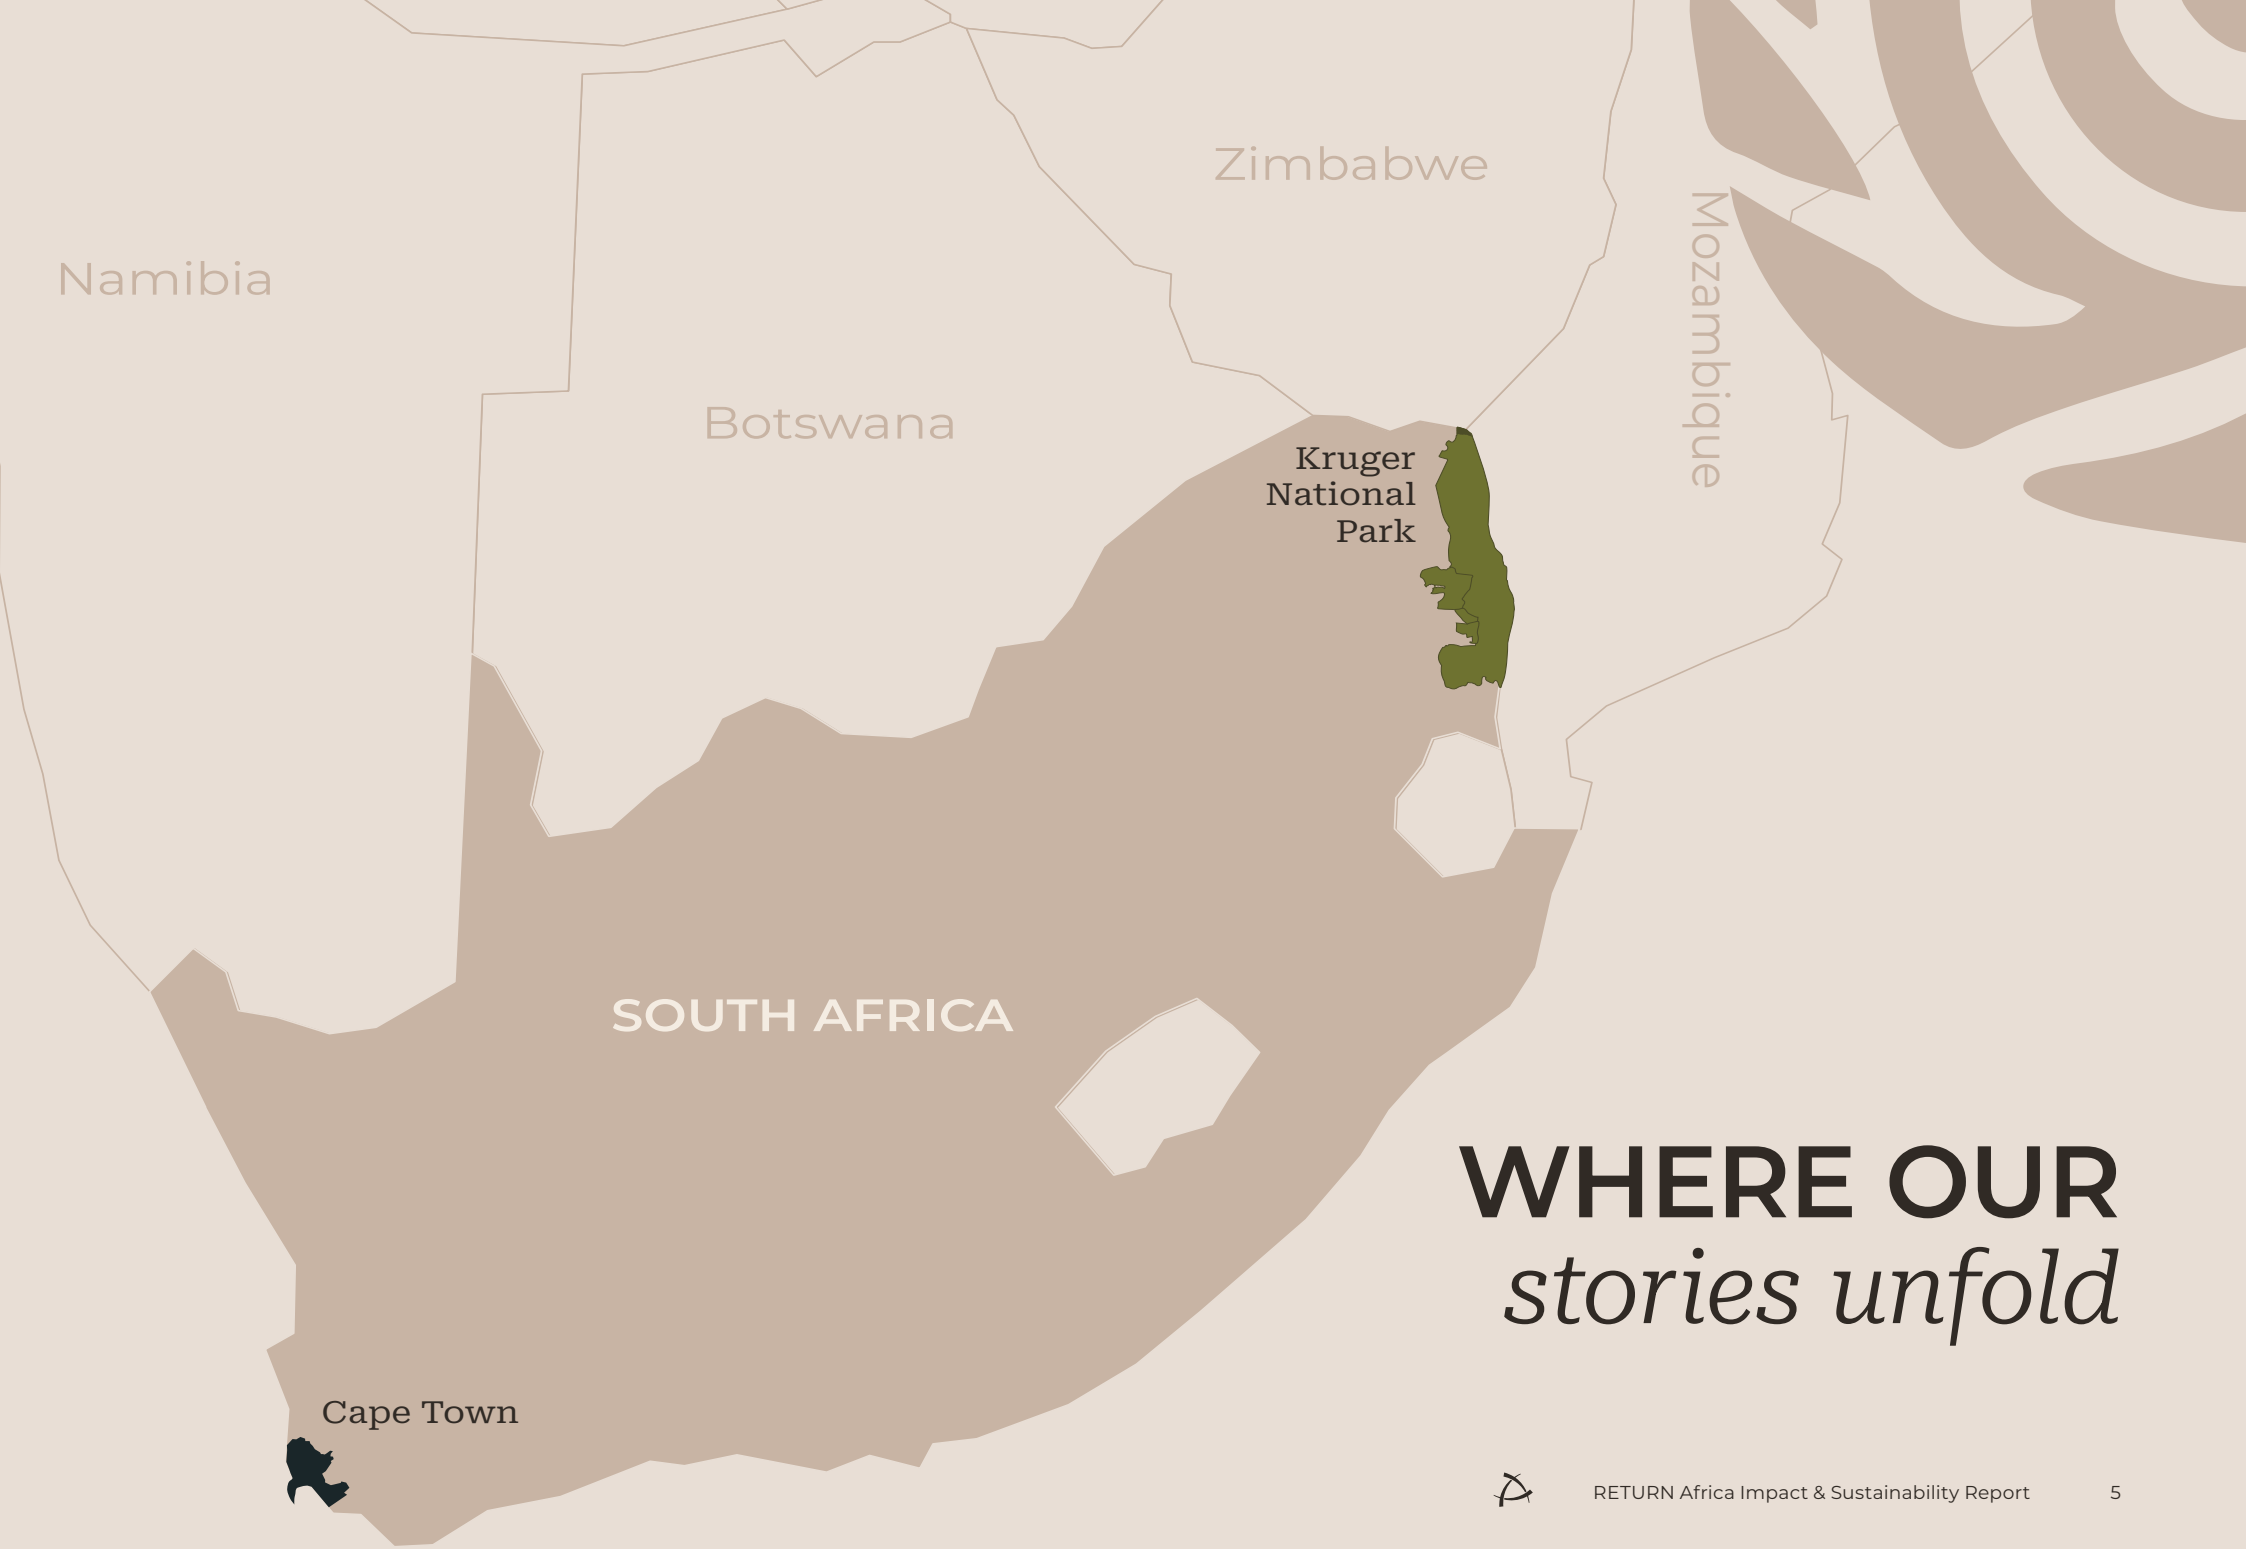 Zimbabwe
Mozambique
Namibia
Botswana
Kruger
National
Park
SOUTH AFRICA
WHERE OUR
stories unfold
Cape Town
RETURN Africa Impact & Sustainability Report 5